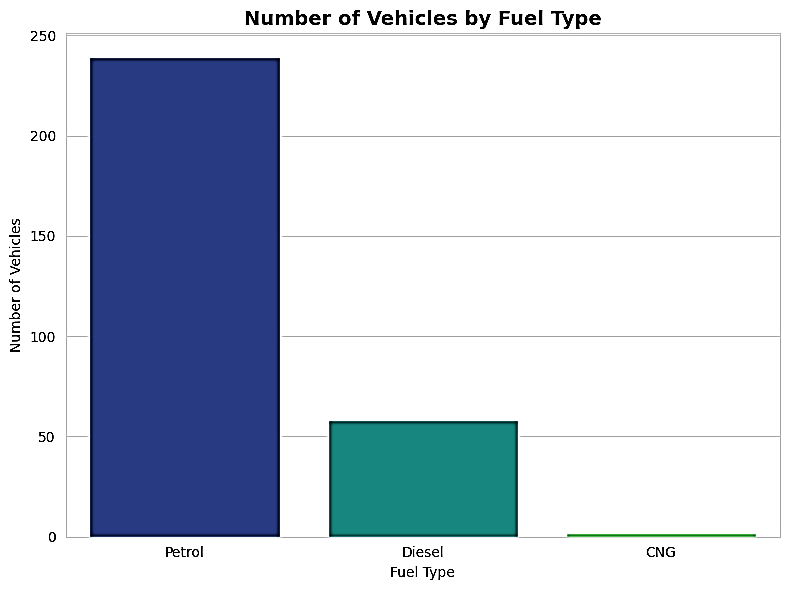 Number of Vehicles by Fuel Type
Number of Vehicles
250
200
150
100
50
0
Petrol
Diesel
CNG
Fuel Type